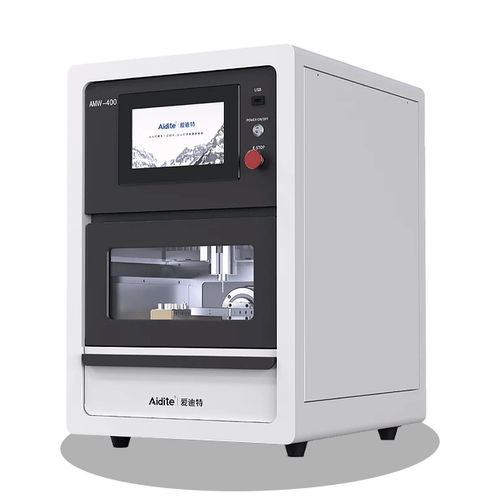 AMW-400
USB
Aidite 爱迪特
POWER ON/OFF
E-STOP
Aidite 爱迪特